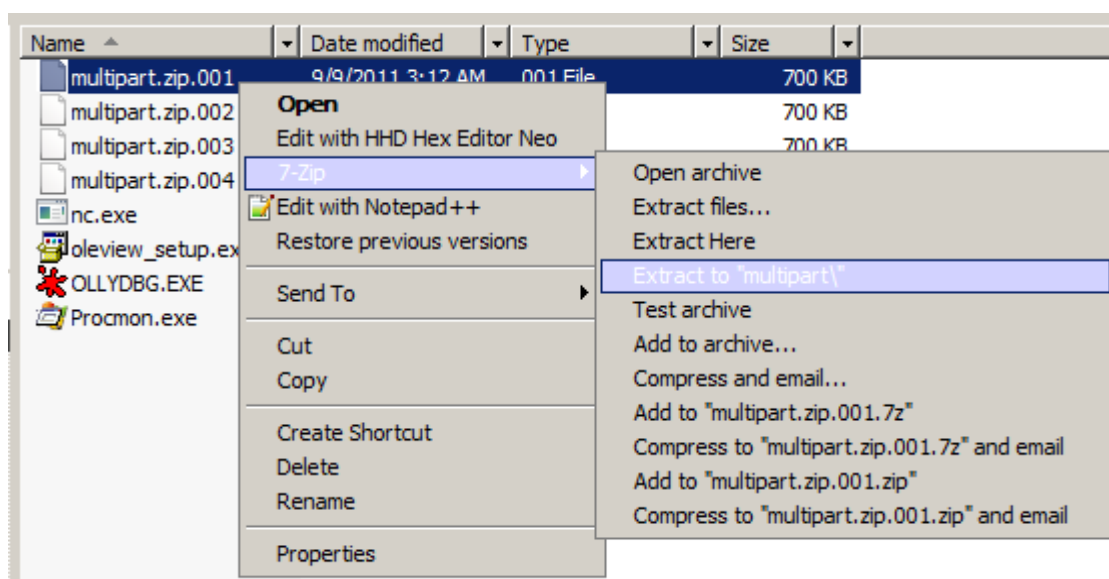 Name Date modified Type Size
multipart.zip.001 9/9/2011 3:12 AM 001 File 700 KB
multipart.zip.002 700 KB
multipart.zip.003 700 KB
multipart.zip.004
nc.exe
oleview_setup.ex
OLLYDBG.EXE
Procmon.exe
Open
Edit with HHD Hex Editor Neo
7-Zip
Edit with Notepad++
Restore previous versions
Send To
Cut
Copy
Create Shortcut
Delete
Rename
Properties
Open archive
Extract files...
Extract Here
Extract to "multipart\"
Test archive
Add to archive...
Compress and email...
Add to "multipart.zip.001.7z"
Compress to "multipart.zip.001.7z" and email
Add to "multipart.zip.001.zip"
Compress to "multipart.zip.001.zip" and email